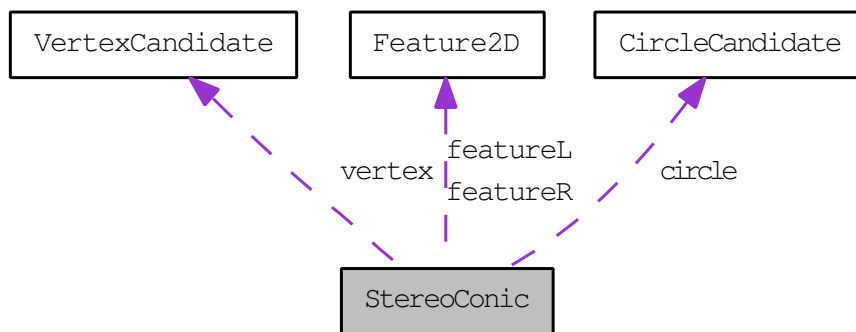 VertexCandidate
Feature2D
CircleCandidate
vertex
featureL
featureR
circle
StereoConic